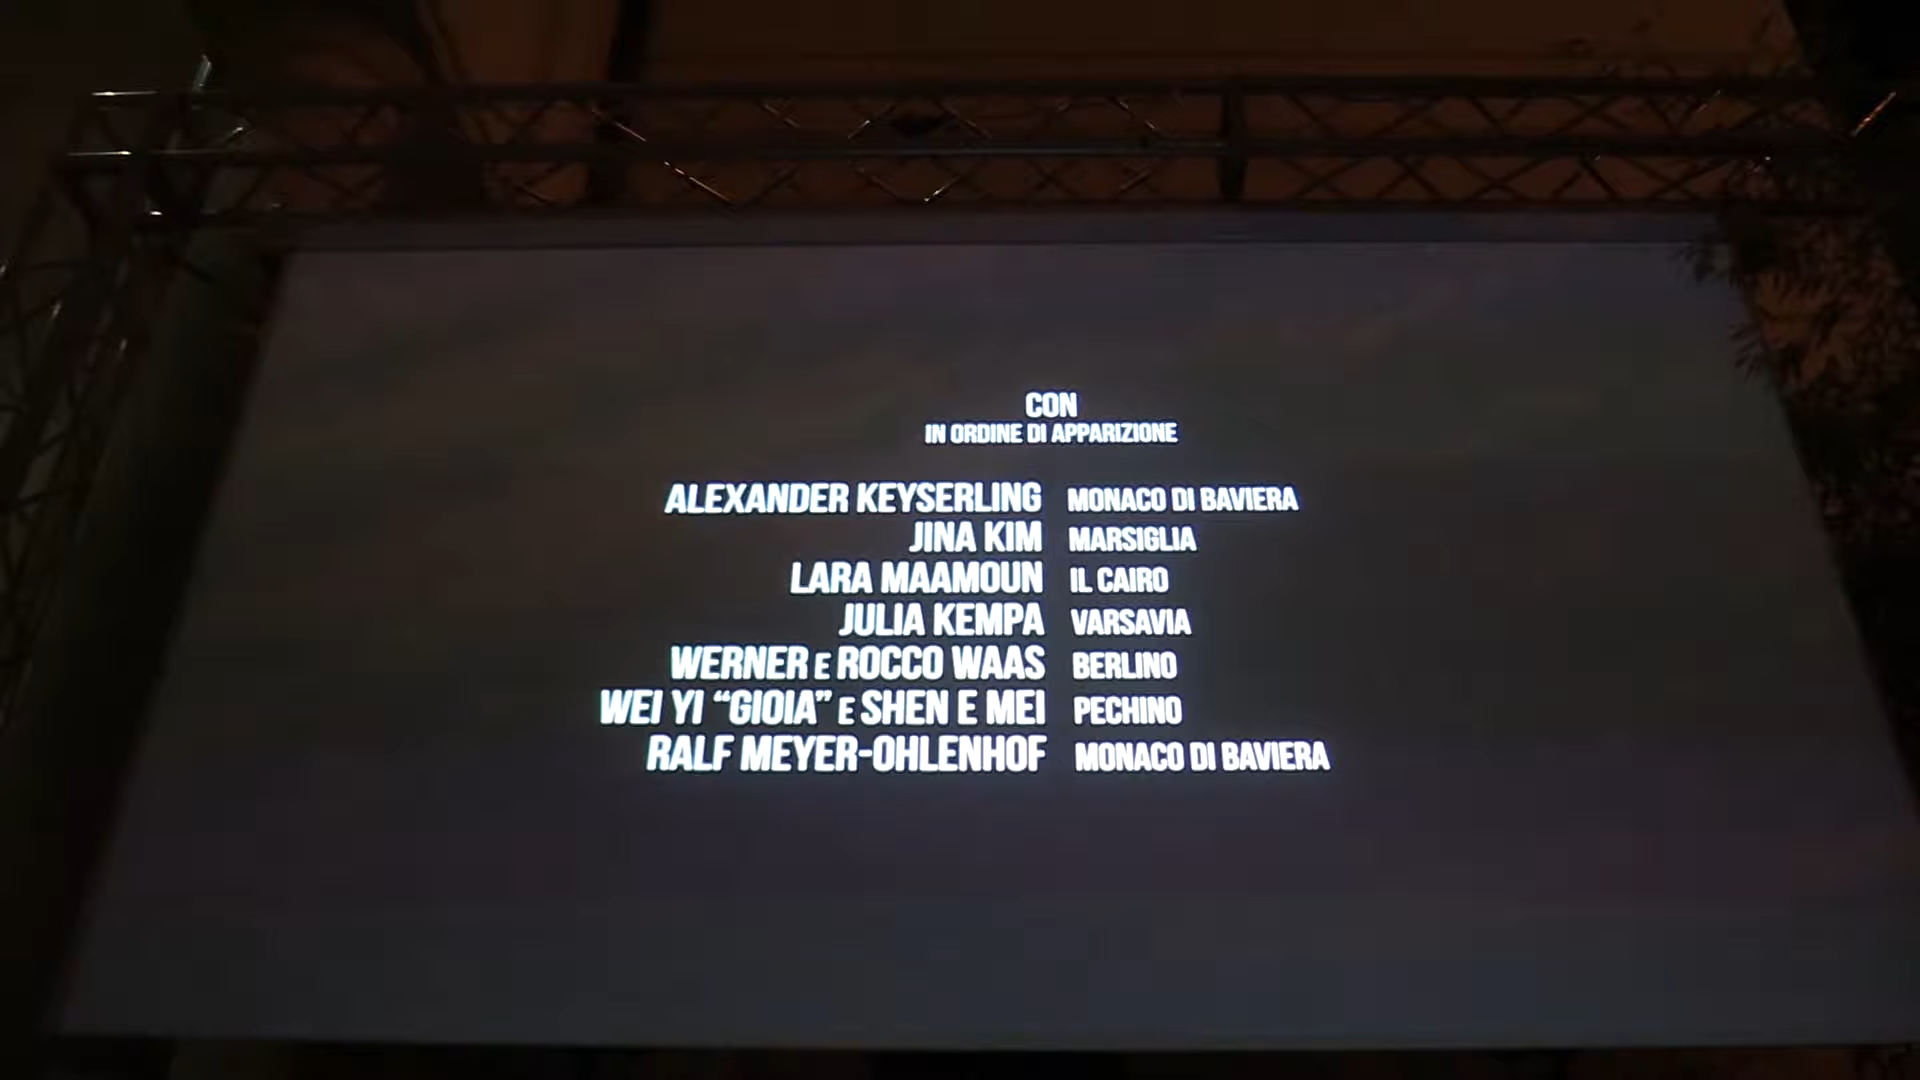 CON
IN ORDINE DI APPARIZIONE
ALEXANDER KEYSERLING MONACO DI BAVIERA
JINA KIM MARSIGLIA
LARA MAAMOUN IL CAIRO
JULIA KEMPA VARSAVIA
WERNER E ROCCO WAAS BERLINO
WEI YI “GIOIA” E SHEN E MEI PECHINO
RALF MEYER-OHLENHOF MONACO DI BAVIERA